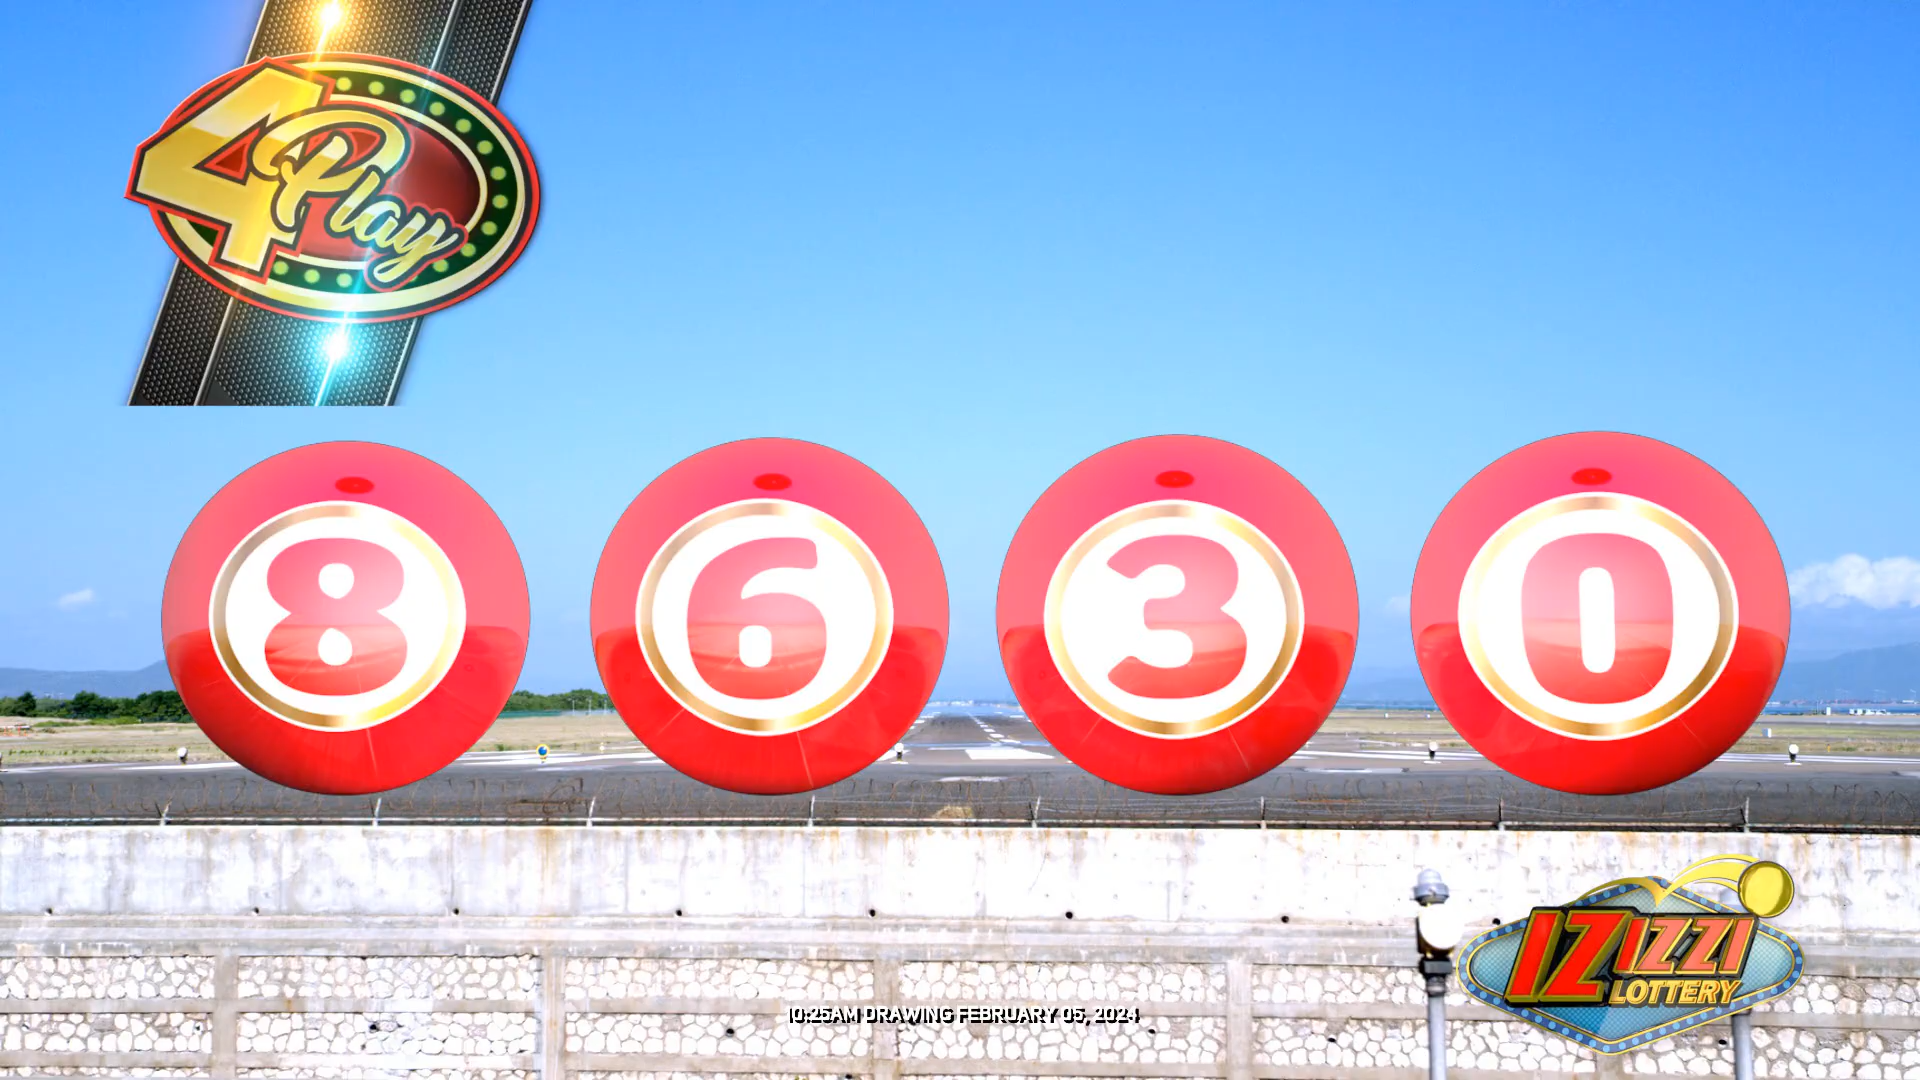 4Play
8 6 3 0
IZIZZI
LOTTERY
10:25AM DRAWING FEBRUARY 05, 2024